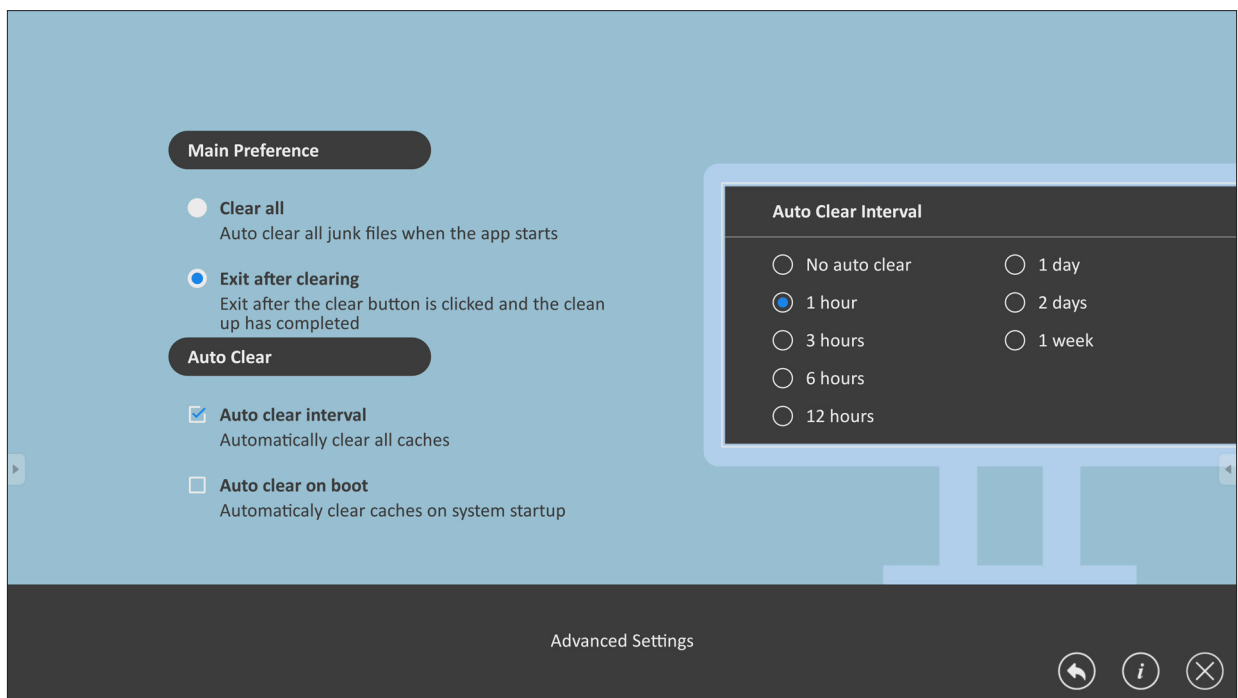 Main Preference
Clear all
Auto clear all junk files when the app starts
Exit after clearing
Exit after the clear button is clicked and the clean
up has completed
Auto Clear
Auto clear interval
Automatically clear all caches
Auto clear on boot
Automaticaly clear caches on system startup
Auto Clear Interval
No auto clear
1 hour
3 hours
6 hours
12 hours
1 day
2 days
1 week
Advanced Settings
i